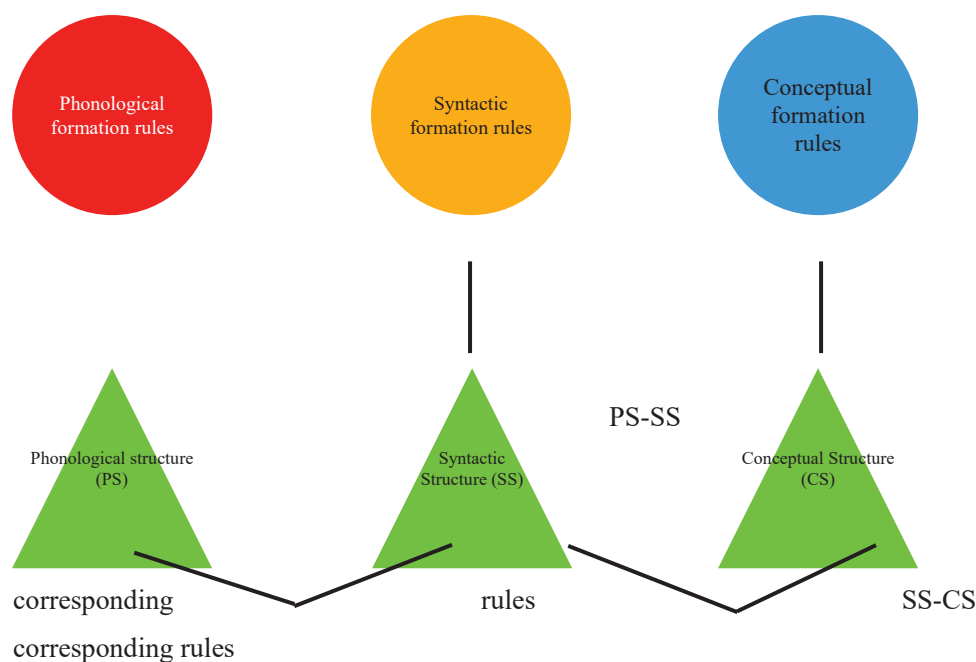 Phonological
formation rules
Syntactic
formation rules
Conceptual
formation
rules
PS-SS
Phonological structure
(PS)
Syntactic
Structure (SS)
Conceptual Structure
(CS)
corresponding rules SS-CS
corresponding rules